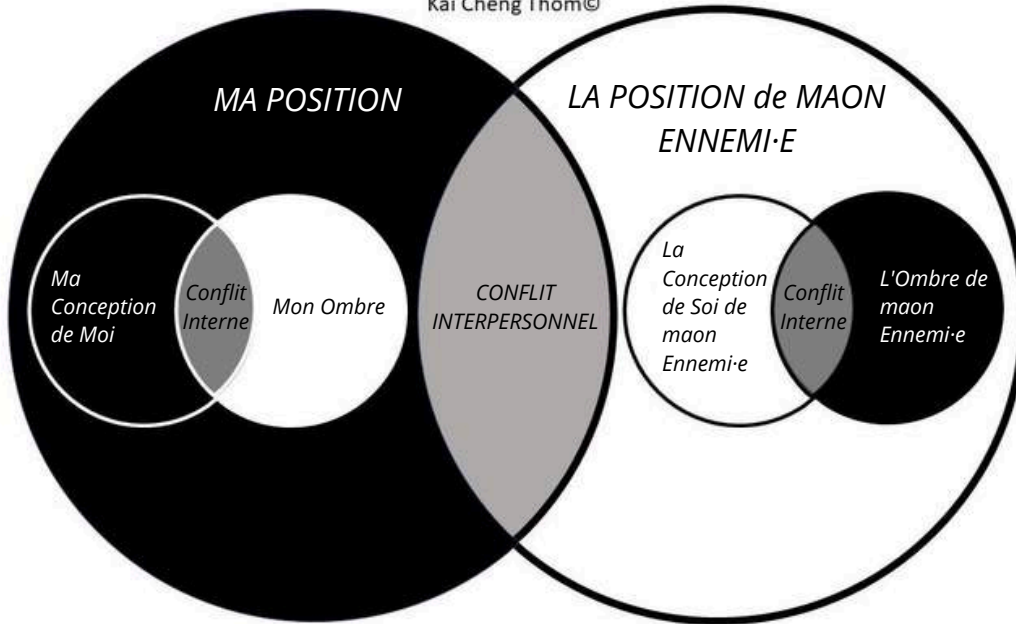 Kai Cheng Thom©
MA POSITION
LA POSITION de MAON
ENNEMI·E
Ma
Conception
de Moi
Conflit
Interne
Mon Ombre
CONFLIT
INTERPERSONNEL
La
Conception
de Soi de
maon
Ennemi·e
Conflit
Interne
L'Ombre de
maon
Ennemi·e